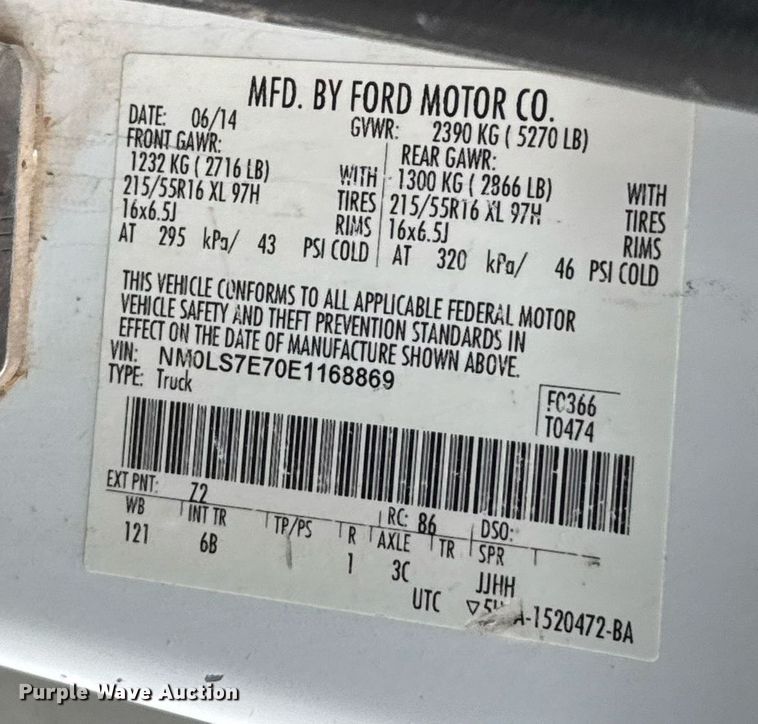 MFD. BY FORD MOTOR CO.
DATE: 06/14 GVWR: 2390 KG ( 5270 LB)
FRONT GAWR: REAR GAWR:
1232 KG ( 2716 LB) WITH 1300 KG ( 2866 LB) WITH
215/55R16 XL 97H TIRES 215/55R16 XL 97H TIRES
16x6.5J RIMS 16x6.5J RIMS
AT 295 kPa/ 43 PSI COLD AT 320 kPa/ 46 PSI COLD
THIS VEHICLE CONFORMS TO ALL APPLICABLE FEDERAL MOTOR
VEHICLE SAFETY AND THEFT PREVENTION STANDARDS IN
EFFECT ON THE DATE OF MANUFACTURE SHOWN ABOVE.
VIN: NM0LS7E70E1168869
TYPE: Truck
FC366
T0474
EXT PNT: Z2 RC: 86 DSO:
WB INT TR TP/PS R AXLE TR SPR
121 6B 1 3C JJHH
UTC -1520472-BA
Purple Wave Auction